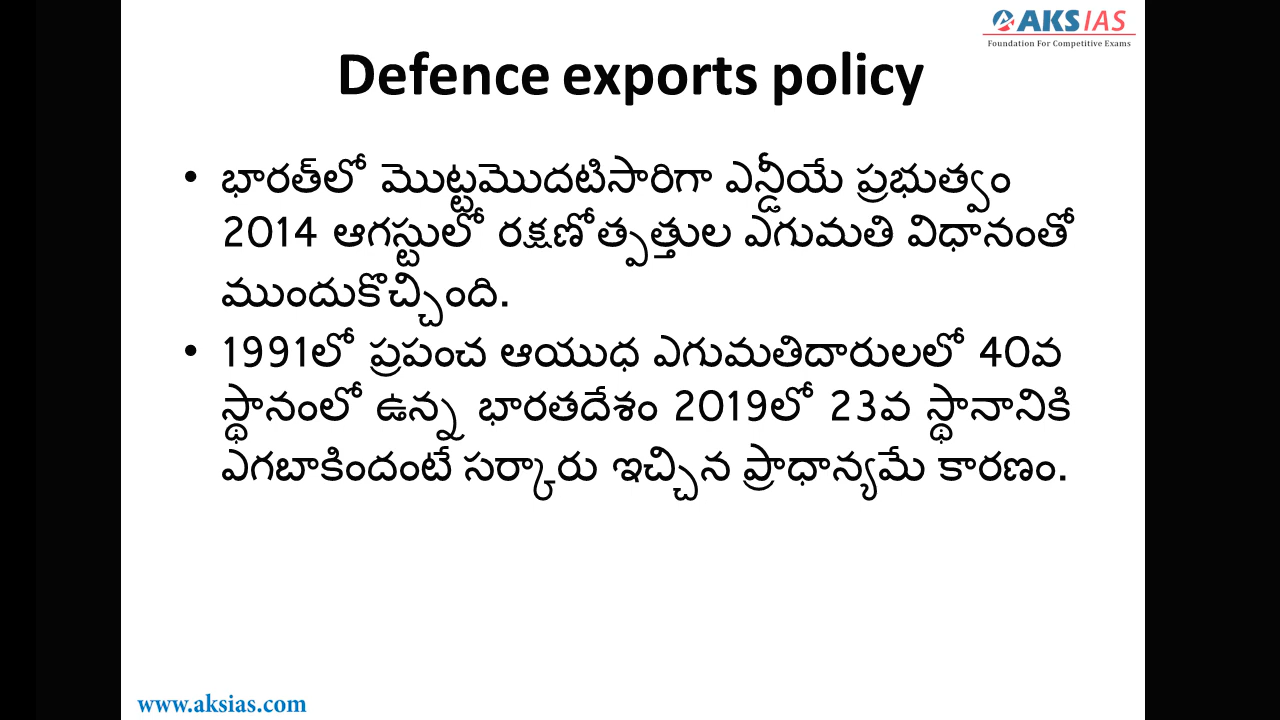 AKSIAS
Foundation For Competitive Exams
Defence exports policy
• భారత్‌లో మొట్టమొదటిసారిగా ఎన్డీయే ప్రభుత్వం
2014 ఆగస్టులో రక్షణోత్పత్తుల ఎగుమతి విధానంతో
ముందుకొచ్చింది.
• 1991లో ప్రపంచ ఆయుధ ఎగుమతిదారులలో 40వ
స్థానంలో ఉన్న భారతదేశం 2019లో 23వ స్థానానికి
ఎగబాకిందంటే సర్కారు ఇచ్చిన ప్రాధాన్యమే కారణం.
www.aksias.com